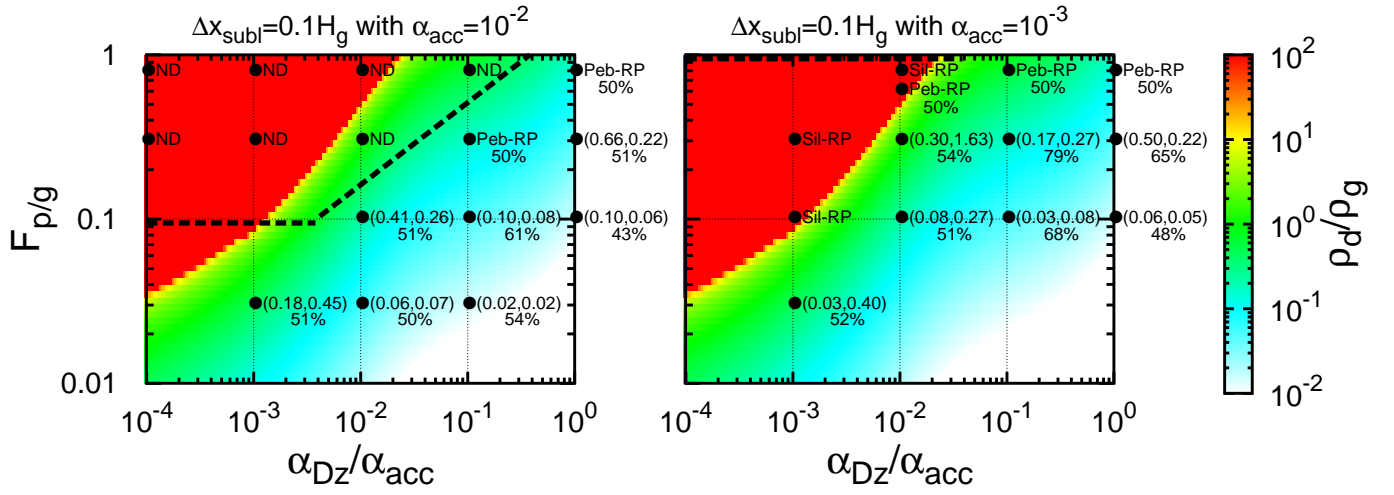 Δx_subl=0.1H_g with α_acc=10^-2
Δx_subl=0.1H_g with α_acc=10^-3
F_p/g
1
0.1
0.01
ND ND ND ND Peb-RP
50%
ND ND ND Peb-RP (0.66,0.22)
50% 51%
(0.41,0.26) (0.10,0.08) (0.10,0.06)
51% 61% 43%
(0.18,0.45) (0.06,0.07) (0.02,0.02)
51% 50% 54%
10^-4 10^-3 10^-2 10^-1 10^0
α_Dz/α_acc
Sil-RP Peb-RP Peb-RP
50% 50%
Peb-RP
50%
Sil-RP (0.30,1.63) (0.17,0.27) (0.50,0.22)
54% 79% 65%
Sil-RP (0.08,0.27) (0.03,0.08) (0.06,0.05)
51% 68% 48%
(0.03,0.40)
52%
10^-4 10^-3 10^-2 10^-1 10^0
α_Dz/α_acc
10^2
10^1
10^0
10^-1
10^-2
ρ_d/ρ_g